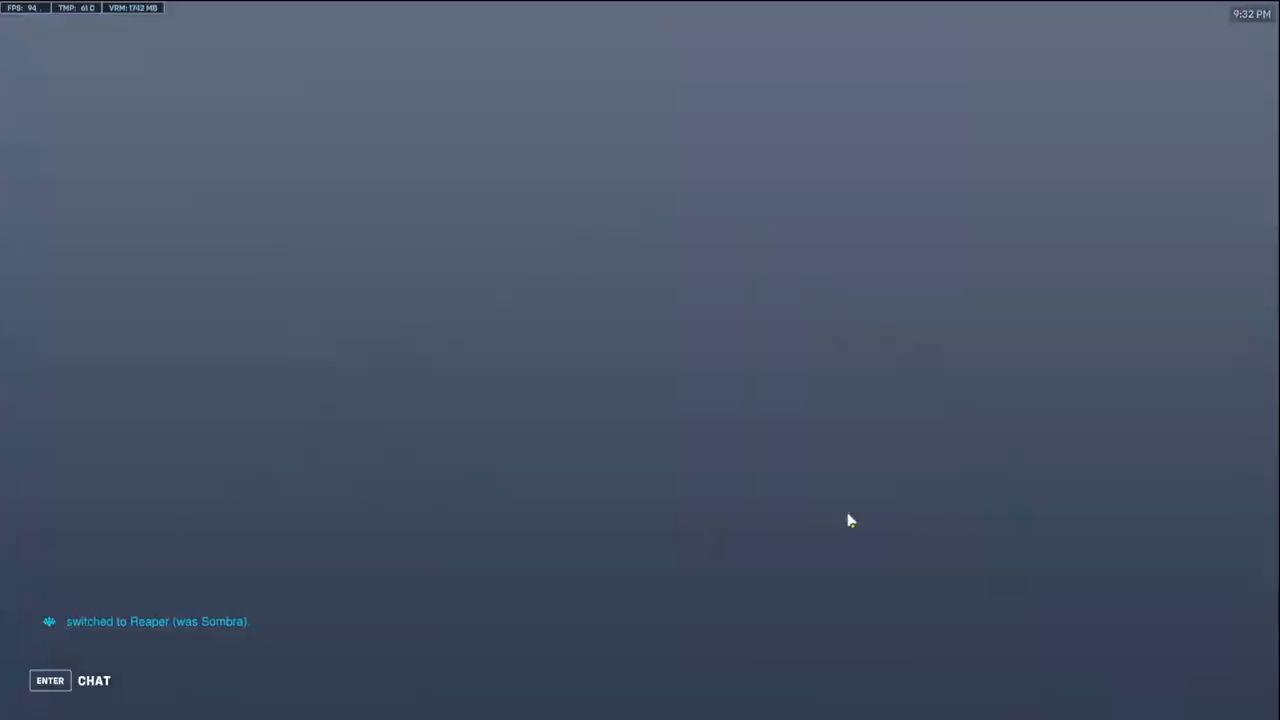 FPS: 94 TMP: 61 C VRM: 1742 MB
9:32 PM
switched to Reaper (was Sombra).
ENTER CHAT